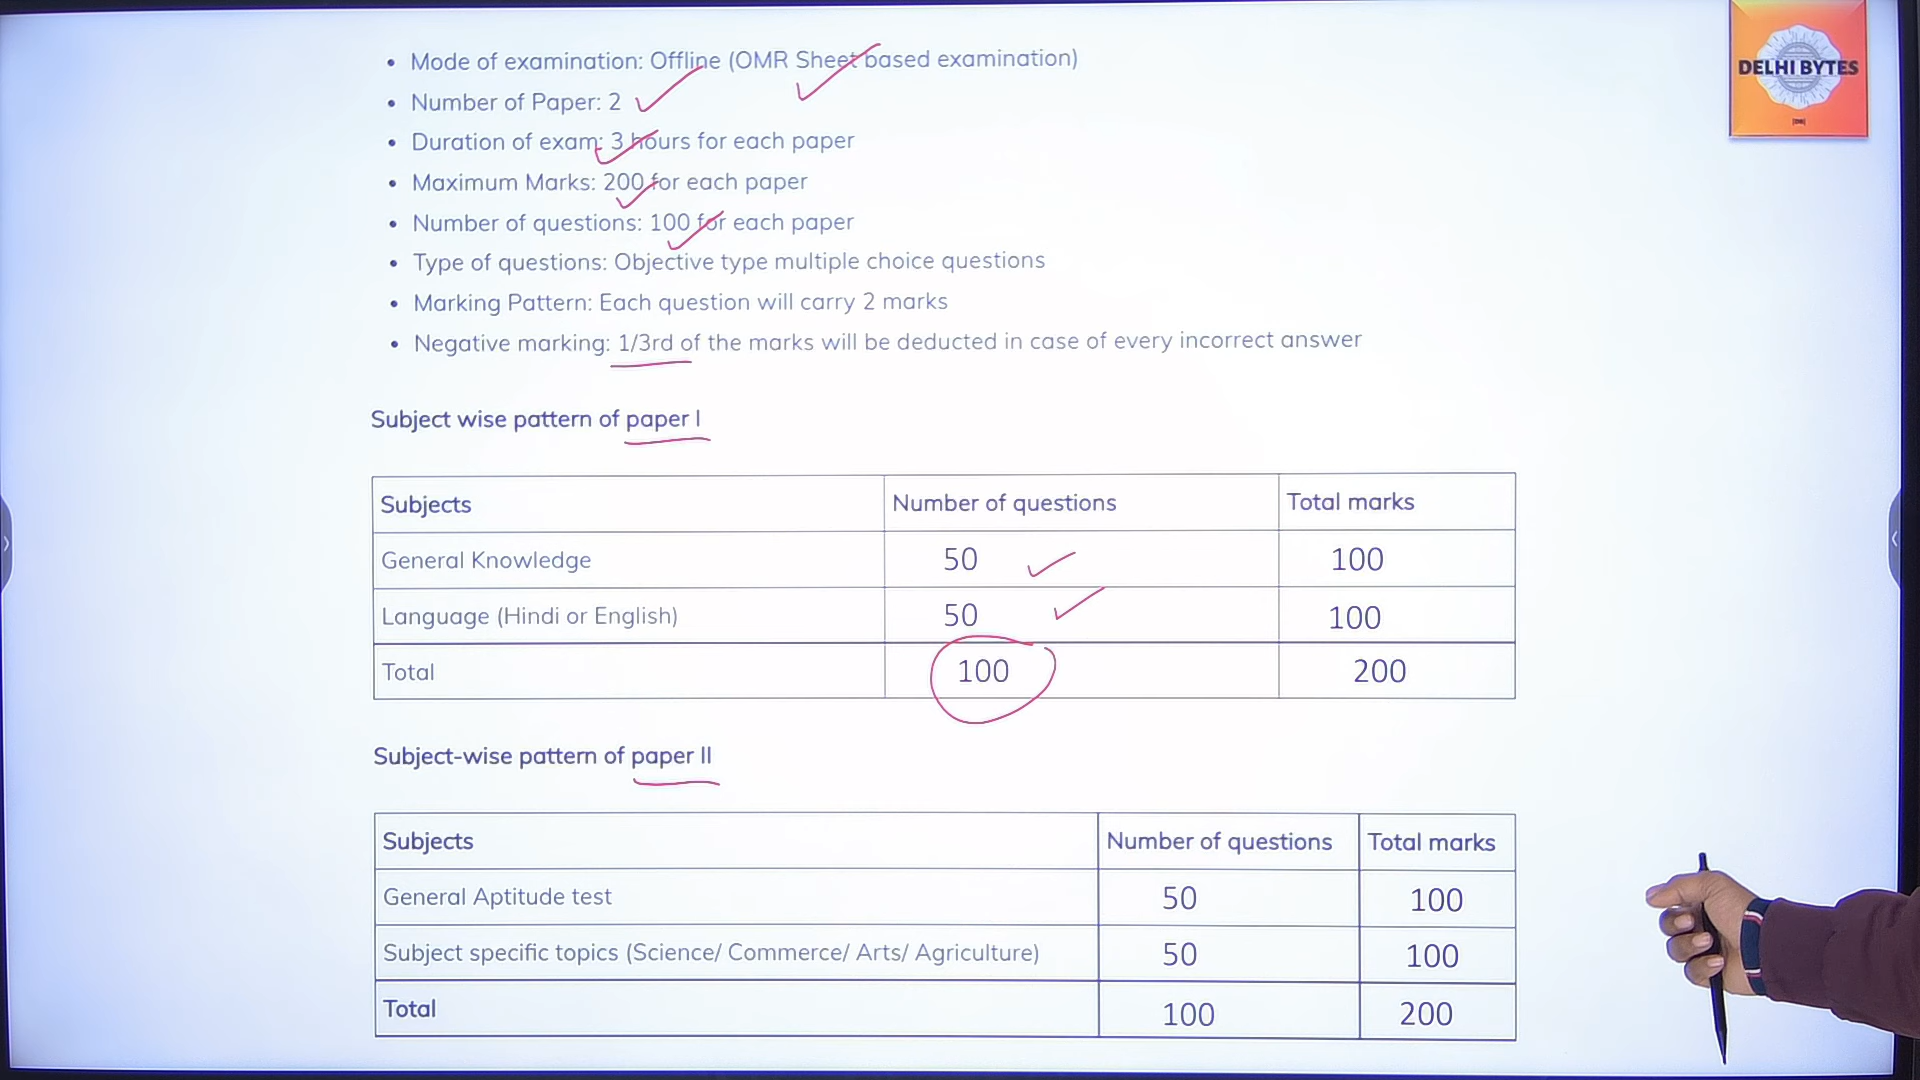 • Mode of examination: Offline (OMR Sheet based examination)
• Number of Paper: 2
• Duration of exam: 3 hours for each paper
• Maximum Marks: 200 for each paper
• Number of questions: 100 for each paper
• Type of questions: Objective type multiple choice questions
• Marking Pattern: Each question will carry 2 marks
• Negative marking: 1/3rd of the marks will be deducted in case of every incorrect answer
DELHI BYTES
Subject wise pattern of paper I
Subjects Number of questions Total marks
General Knowledge 50 100
Language (Hindi or English) 50 100
Total 100 200
Subject-wise pattern of paper II
Subjects Number of questions Total marks
General Aptitude test 50 100
Subject specific topics (Science/ Commerce/ Arts/ Agriculture) 50 100
Total 100 200